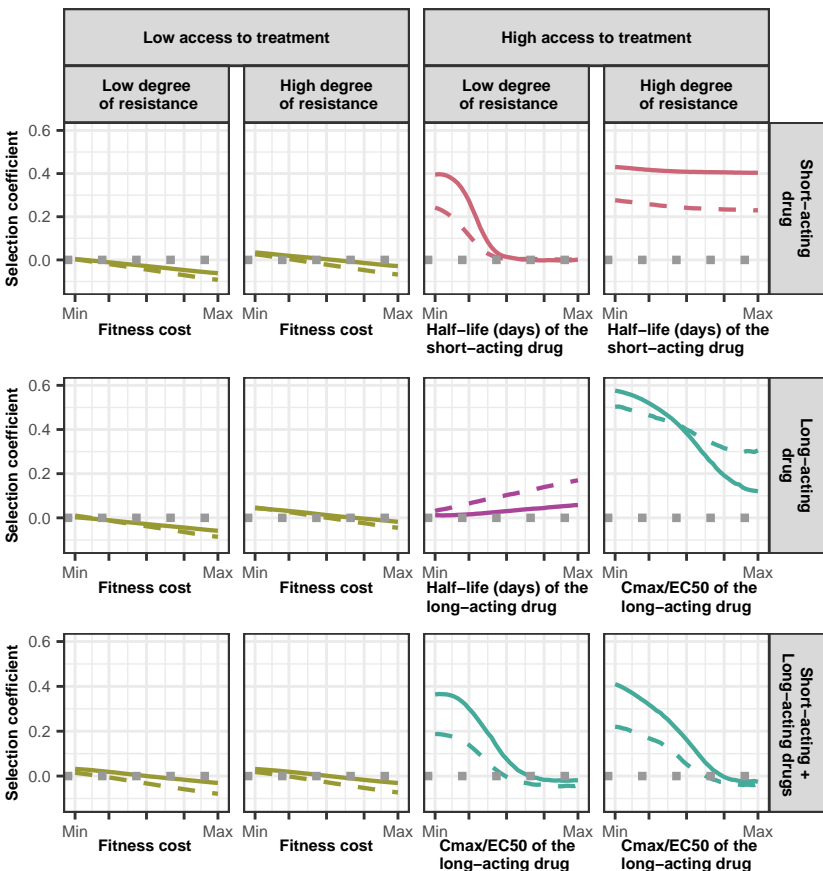 Low access to treatment
High access to treatment
Low degree
of resistance
High degree
of resistance
Low degree
of resistance
High degree
of resistance
Selection coefficient
0.6
0.4
0.2
0.0
Short−acting
drug
Min
Max
Fitness cost
Min
Max
Fitness cost
Min
Max
Half−life (days) of the
short−acting drug
Min
Max
Half−life (days) of the
short−acting drug
Selection coefficient
0.6
0.4
0.2
0.0
Long−acting
drug
Min
Max
Fitness cost
Min
Max
Fitness cost
Min
Max
Half−life (days) of the
long−acting drug
Min
Max
Cmax/EC50 of the
long−acting drug
Selection coefficient
0.6
0.4
0.2
0.0
Short−acting +
Long−acting drugs
Min
Max
Fitness cost
Min
Max
Fitness cost
Min
Max
Cmax/EC50 of the
long−acting drug
Min
Max
Cmax/EC50 of the
long−acting drug